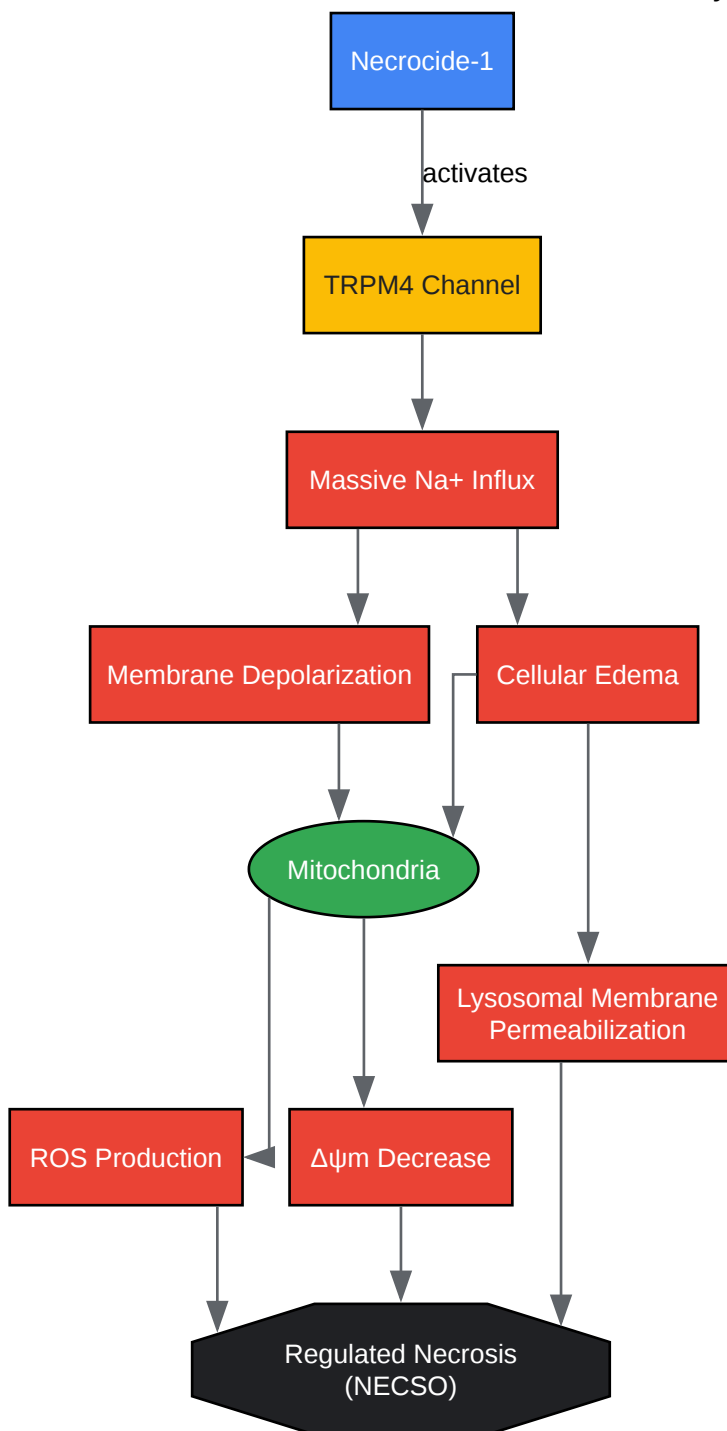 Necrocide-1
activates
TRPM4 Channel
Massive Na+ Influx
Membrane Depolarization
Cellular Edema
Mitochondria
Lysosomal Membrane
Permeabilization
ROS Production
Δψm Decrease
Regulated Necrosis
(NECSO)